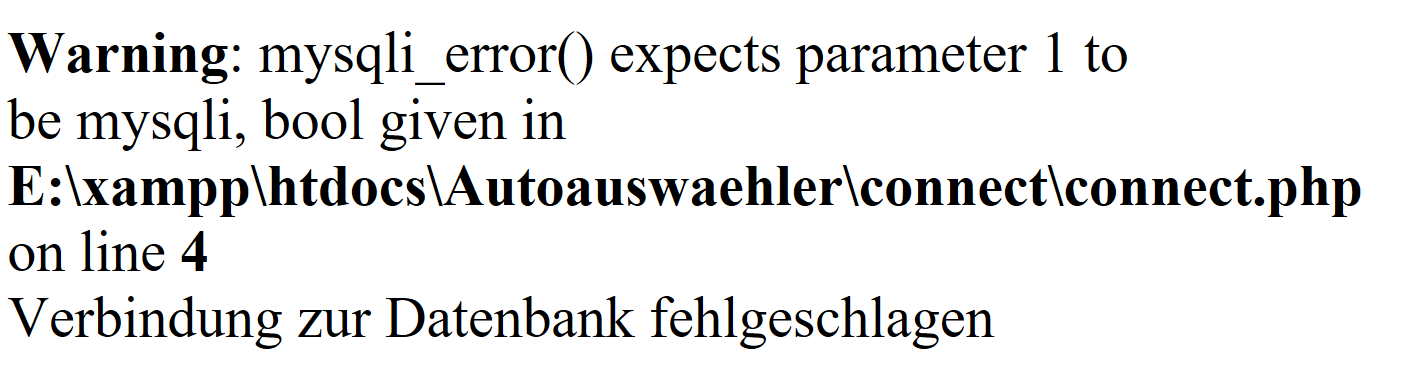 Warning: mysqli_error() expects parameter 1 to
be mysqli, bool given in
E:\xampp\htdocs\Autoauswaehler\connect\connect.php
on line 4
Verbindung zur Datenbank fehlgeschlagen